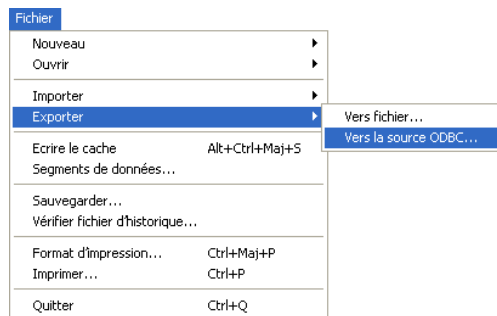 Fichier
Nouveau
Ouvrir
Importer
Exporter
Vers fichier...
Vers la source ODBC...
Ecrire le cache Alt+Ctrl+Maj+S
Segments de données...
Sauvegarder...
Vérifier fichier d'historique...
Format d'impression... Ctrl+Maj+P
Imprimer... Ctrl+P
Quitter Ctrl+Q